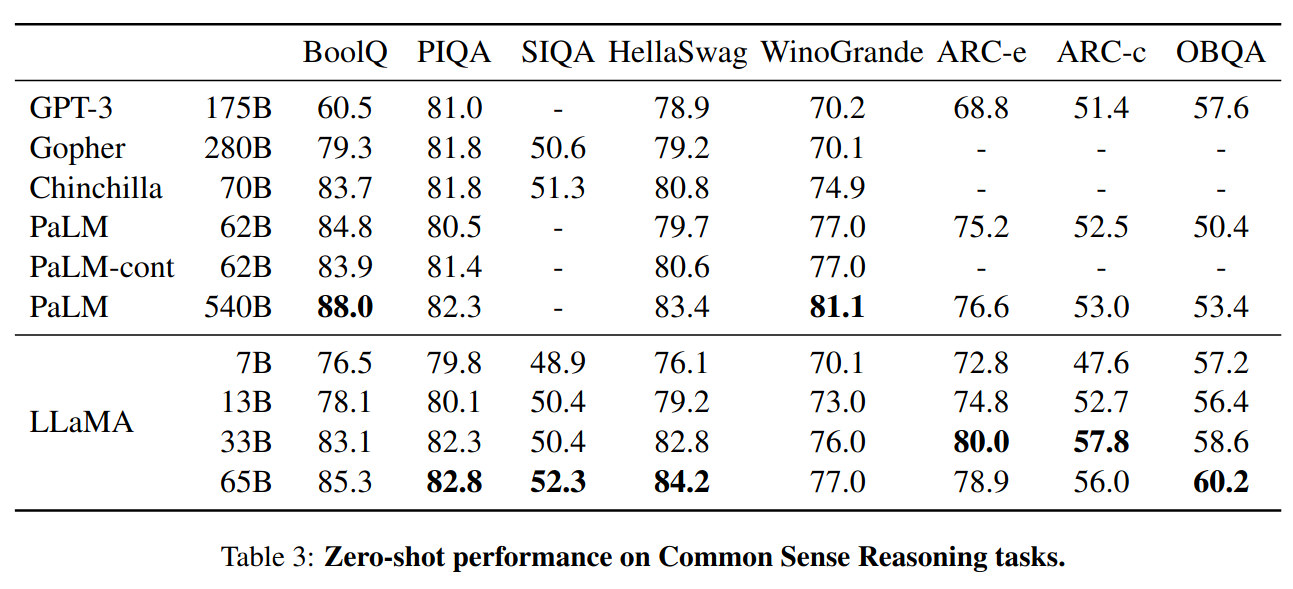 BoolQ PIQA SIQA HellaSwag WinoGrande ARC-e ARC-c OBQA
GPT-3 175B 60.5 81.0 - 78.9 70.2 68.8 51.4 57.6
Gopher 280B 79.3 81.8 50.6 79.2 70.1 - - -
Chinchilla 70B 83.7 81.8 51.3 80.8 74.9 - - -
PaLM 62B 84.8 80.5 - 79.7 77.0 75.2 52.5 50.4
PaLM-cont 62B 83.9 81.4 - 80.6 77.0 - - -
PaLM 540B 88.0 82.3 - 83.4 81.1 76.6 53.0 53.4
7B 76.5 79.8 48.9 76.1 70.1 72.8 47.6 57.2
13B 78.1 80.1 50.4 79.2 73.0 74.8 52.7 56.4
LLaMA
33B 83.1 82.3 50.4 82.8 76.0 80.0 57.8 58.6
65B 85.3 82.8 52.3 84.2 77.0 78.9 56.0 60.2
Table 3: Zero-shot performance on Common Sense Reasoning tasks.